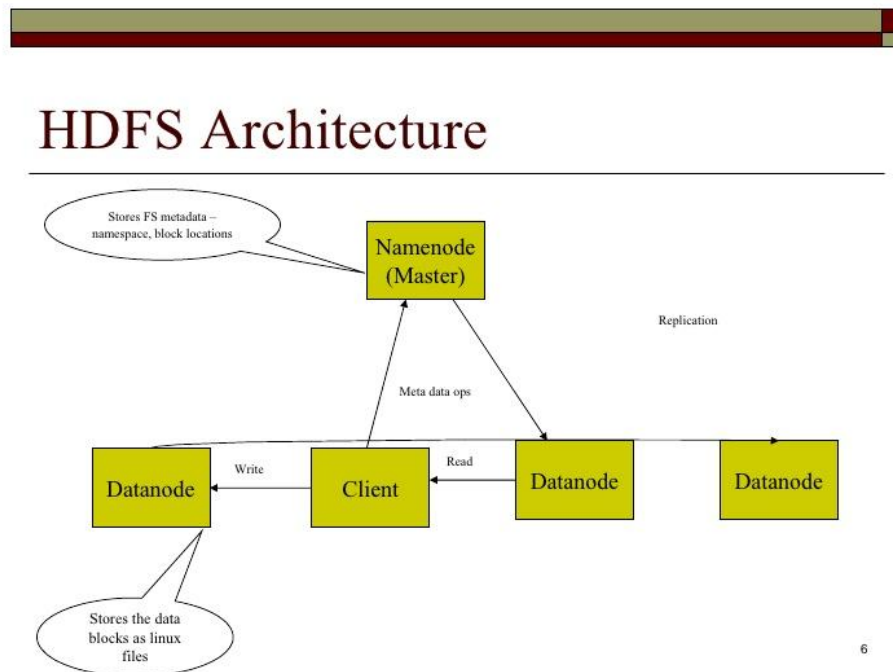 HDFS Architecture
Stores FS metadata –
namespace, block locations
Namenode
(Master)
Replication
Meta data ops
Datanode
Write
Client
Read
Datanode
Datanode
Stores the data
blocks as linux
files
6